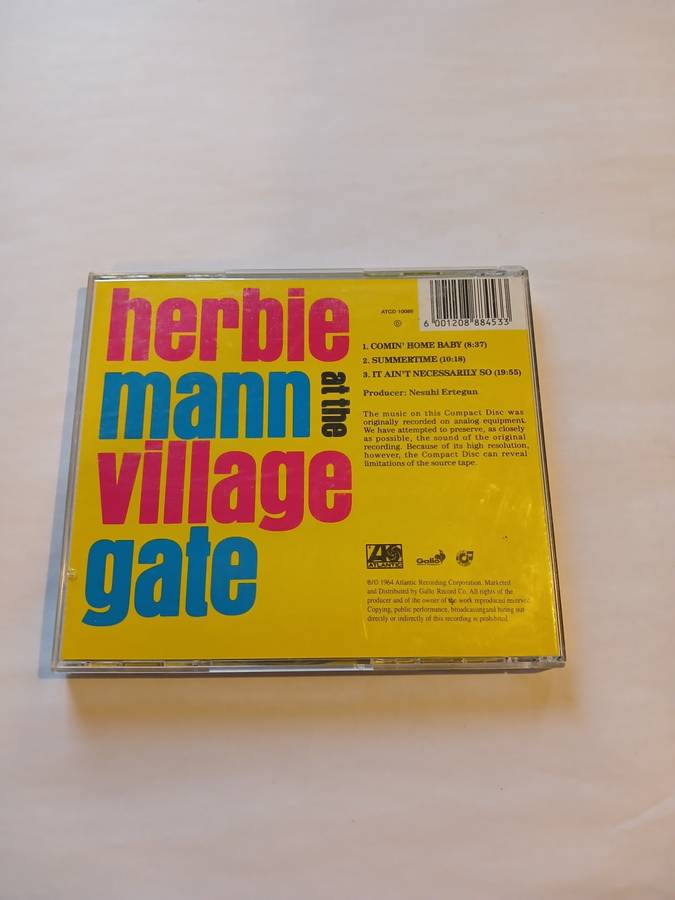 herbie
mann
at the
village
gate
ATCD 10086
6 001208 884533
1. COMIN' HOME BABY (8:37)
2. SUMMERTIME (10:18)
3. IT AIN'T NECESSARILY SO (19:55)
Producer: Nesuhi Ertegun
The music on this Compact Disc was
originally recorded on analog equipment.
We have attempted to preserve, as closely
as possible, the sound of the original
recording. Because of its high resolution,
however, the Compact Disc can reveal
limitations of the source tape.
ATLANTIC
Gallo
℗/© 1964 Atlantic Recording Corporation. Marketed
and Distributed by Gallo Record Co. All rights of the
producer and of the owner of the work reproduced reserved.
Copying, public performance, broadcastingand hiring out
directly or indirectly of this recording is prohibited.